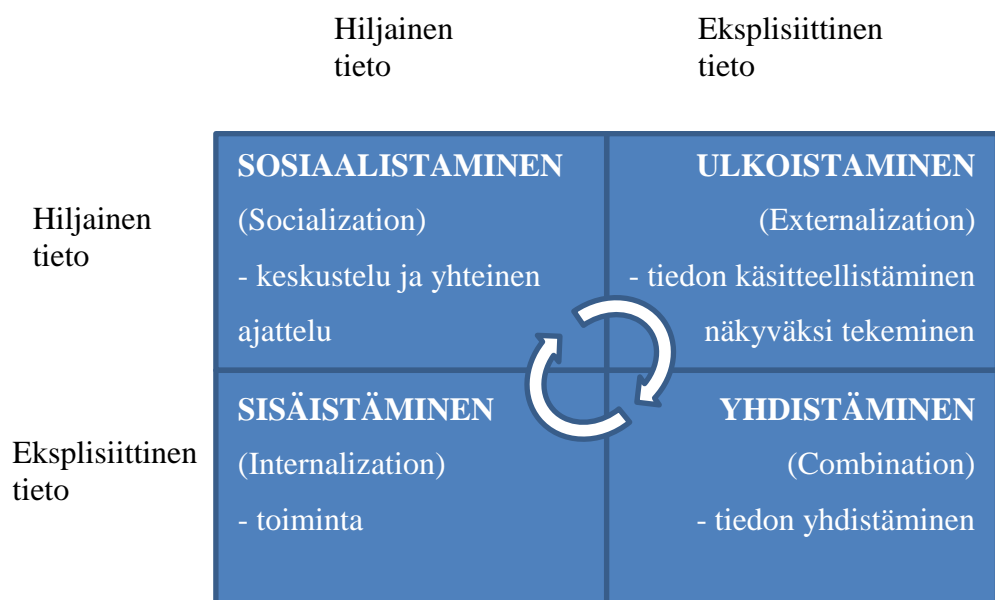 Hiljainen
tieto
Eksplisiittinen
tieto
Hiljainen
tieto
SOSIAALISTAMINEN
(Socialization)
- keskustelu ja yhteinen
ajattelu
ULKOISTAMINEN
(Externalization)
- tiedon käsitteellistäminen
näkyväksi tekeminen
Eksplisiittinen
tieto
SISÄISTÄMINEN
(Internalization)
- toiminta
YHDISTÄMINEN
(Combination)
- tiedon yhdistäminen